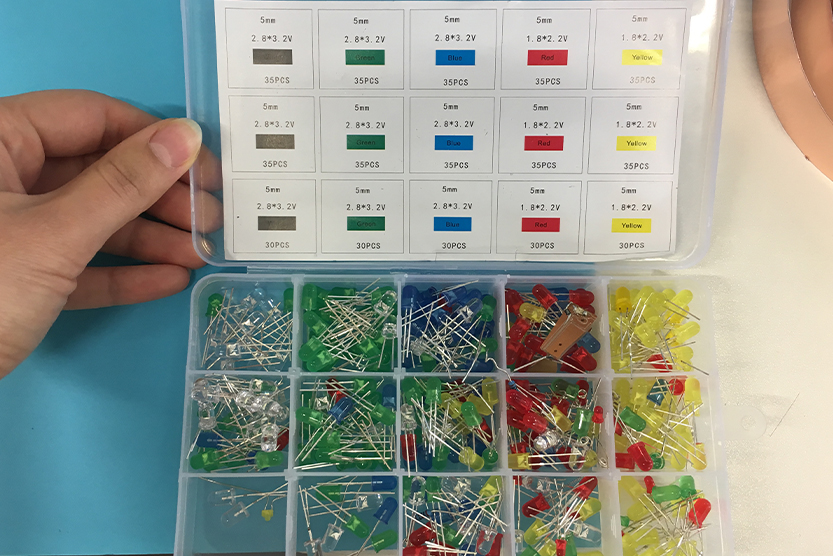 5mm 5mm 5mm 5mm 5mm
2.8*3.2V 2.8*3.2V 2.8*3.2V 1.8*2.2V 1.8*2.2V
Green Blue Red Yellow
35PCS 35PCS 35PCS 35PCS 35PCS
5mm 5mm 5mm 5mm 5mm
2.8*3.2V 2.8*3.2V 2.8*3.2V 1.8*2.2V 1.8*2.2V
Green Blue Red Yellow
35PCS 35PCS 35PCS 35PCS 35PCS
5mm 5mm 5mm 5mm 5mm
2.8*3.2V 2.8*3.2V 2.8*3.2V 1.8*2.2V 1.8*2.2V
Green Blue Red Yellow
30PCS 30PCS 30PCS 30PCS 30PCS